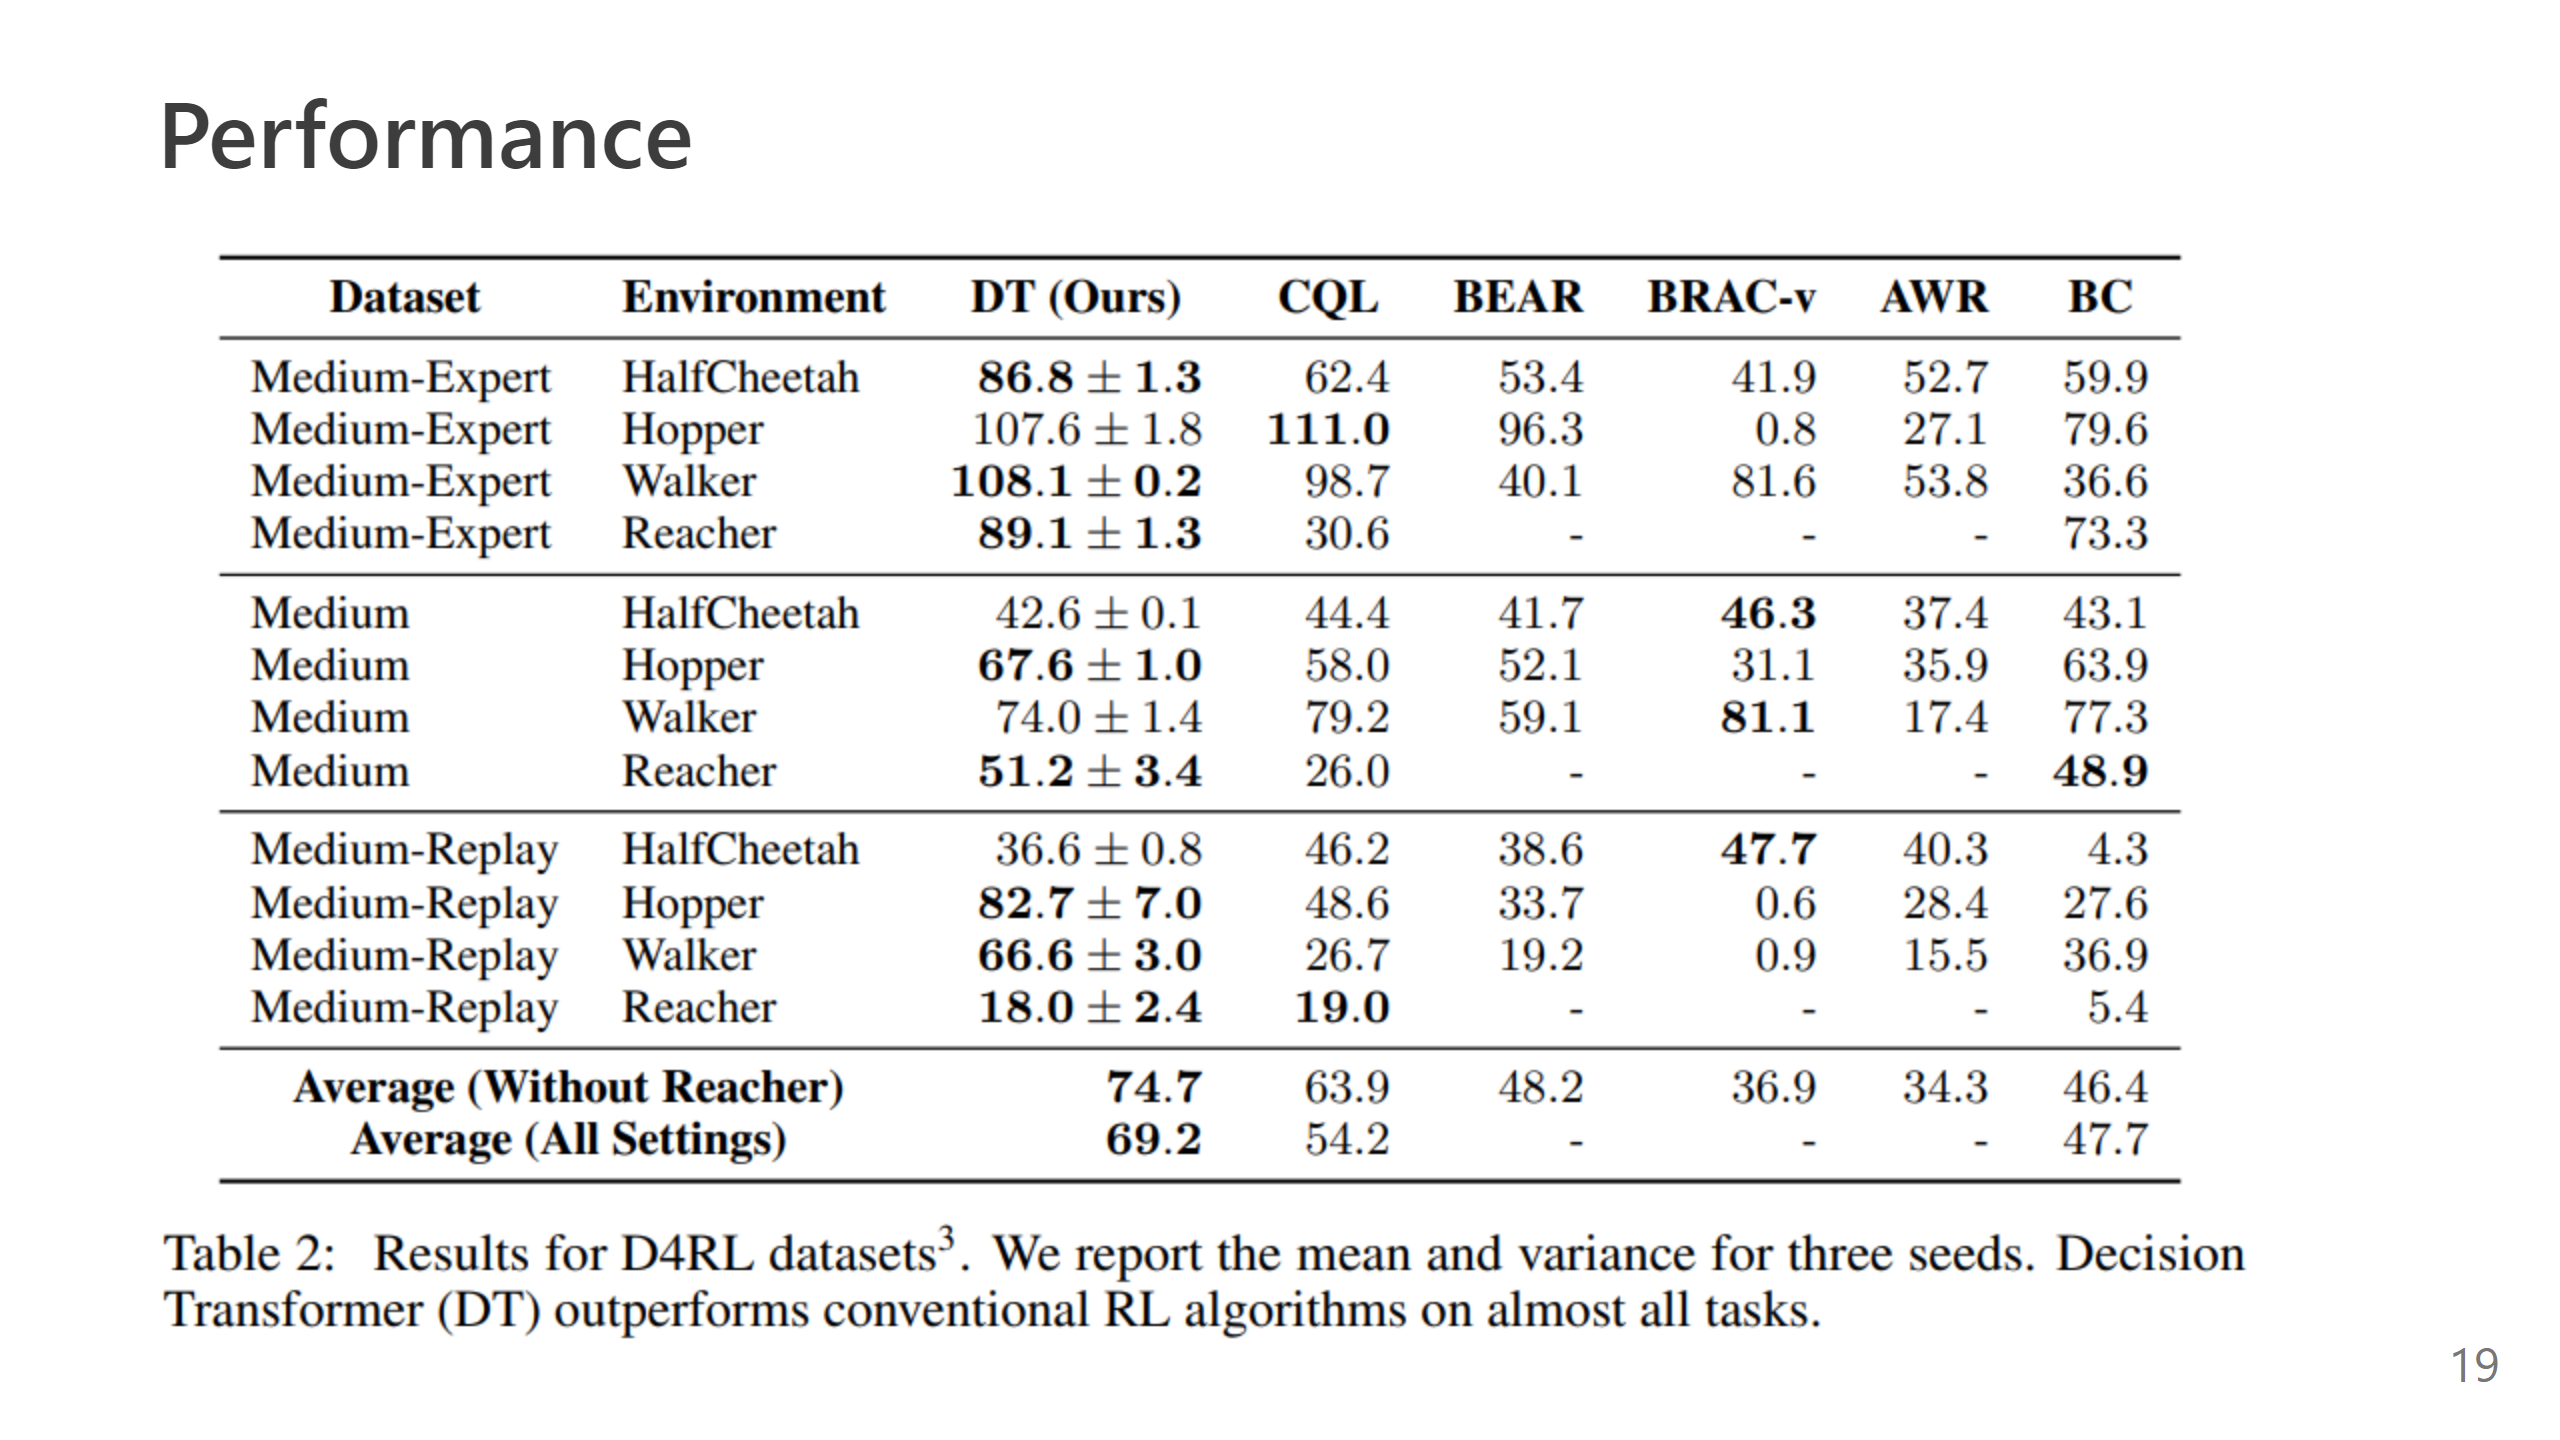 Performance
Dataset Environment DT (Ours) CQL BEAR BRAC-v AWR BC
Medium-Expert HalfCheetah 86.8 ± 1.3 62.4 53.4 41.9 52.7 59.9
Medium-Expert Hopper 107.6 ± 1.8 111.0 96.3 0.8 27.1 79.6
Medium-Expert Walker 108.1 ± 0.2 98.7 40.1 81.6 53.8 36.6
Medium-Expert Reacher 89.1 ± 1.3 30.6 - - - 73.3
Medium HalfCheetah 42.6 ± 0.1 44.4 41.7 46.3 37.4 43.1
Medium Hopper 67.6 ± 1.0 58.0 52.1 31.1 35.9 63.9
Medium Walker 74.0 ± 1.4 79.2 59.1 81.1 17.4 77.3
Medium Reacher 51.2 ± 3.4 26.0 - - - 48.9
Medium-Replay HalfCheetah 36.6 ± 0.8 46.2 38.6 47.7 40.3 4.3
Medium-Replay Hopper 82.7 ± 7.0 48.6 33.7 0.6 28.4 27.6
Medium-Replay Walker 66.6 ± 3.0 26.7 19.2 0.9 15.5 36.9
Medium-Replay Reacher 18.0 ± 2.4 19.0 - - - 5.4
Average (Without Reacher) 74.7 63.9 48.2 36.9 34.3 46.4
Average (All Settings) 69.2 54.2 - - - 47.7
Table 2: Results for D4RL datasets³. We report the mean and variance for three seeds. Decision
Transformer (DT) outperforms conventional RL algorithms on almost all tasks.
19